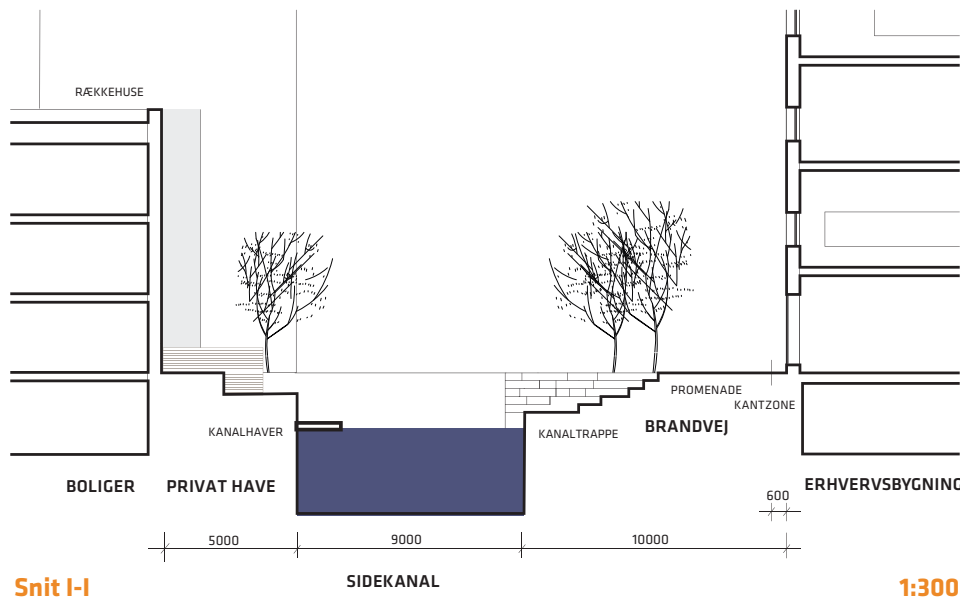 RÆKKEHUSE
PROMENADE
KANTZONE
KANALHAVER
KANALTRAPPE
BRANDVEJ
BOLIGER
PRIVAT HAVE
ERHVERVSBYGNING
600
5000
9000
10000
SIDEKANAL
Snit I-I
1:300